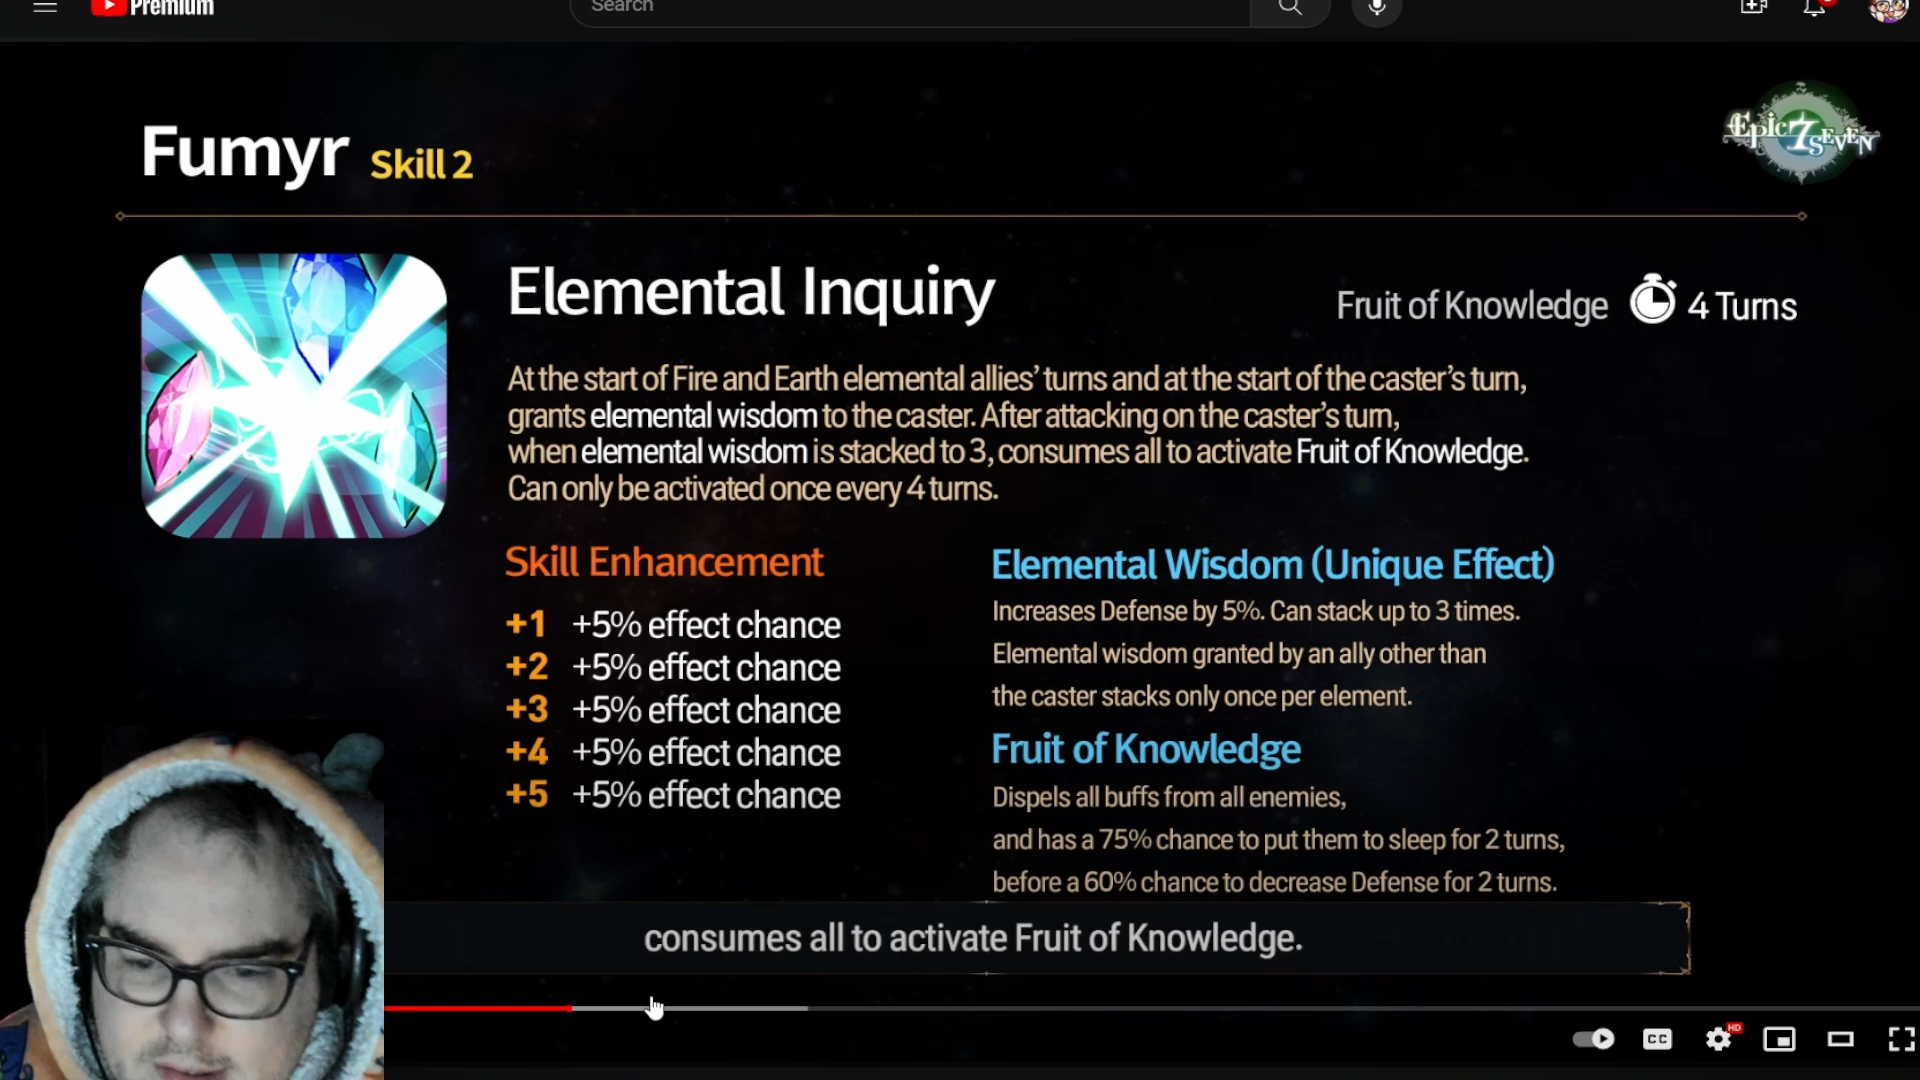 Premium
Search
Fumyr Skill 2
Epic 7 SEVEN
Elemental Inquiry
Fruit of Knowledge 4 Turns
At the start of Fire and Earth elemental allies' turns and at the start of the caster's turn,
grants elemental wisdom to the caster. After attacking on the caster's turn,
when elemental wisdom is stacked to 3, consumes all to activate Fruit of Knowledge.
Can only be activated once every 4 turns.
Skill Enhancement
+1 +5% effect chance
+2 +5% effect chance
+3 +5% effect chance
+4 +5% effect chance
+5 +5% effect chance
Elemental Wisdom (Unique Effect)
Increases Defense by 5%. Can stack up to 3 times.
Elemental wisdom granted by an ally other than
the caster stacks only once per element.
Fruit of Knowledge
Dispels all buffs from all enemies,
and has a 75% chance to put them to sleep for 2 turns,
before a 60% chance to decrease Defense for 2 turns.
consumes all to activate Fruit of Knowledge.
CC
HD